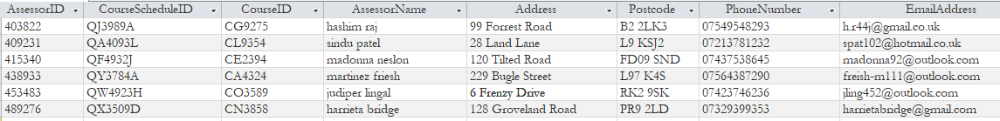 AssessorID CourseScheduleID CourseID AssessorName Address Postcode PhoneNumber EmailAddress
403822 QJ3989A CG9275 hashim raj 99 Forrest Road B2 2LK3 07549548293 h.r44j@gmail.co.uk
409231 QA4093L CL9354 sindu patel 28 Land Lane L9 KSJ2 07213781232 spat102@hotmail.co.uk
415340 QF4932J CE2394 madonna neslon 120 Tilted Road FD09 SND 07437538645 madonna92@outlook.com
438933 QY3784A CA4324 martinez friesh 229 Bugle Street L97 K4S 07564387290 freish-m111@outlook.com
453483 QW4923H CO3589 judiper lingal 6 Frenzy Drive RK2 9SK 07423746236 jling452@outlook.com
489276 QX3509D CN3858 harrieta bridge 128 Groveland Road PR9 2LD 07329399353 harrietabridge@gmail.com